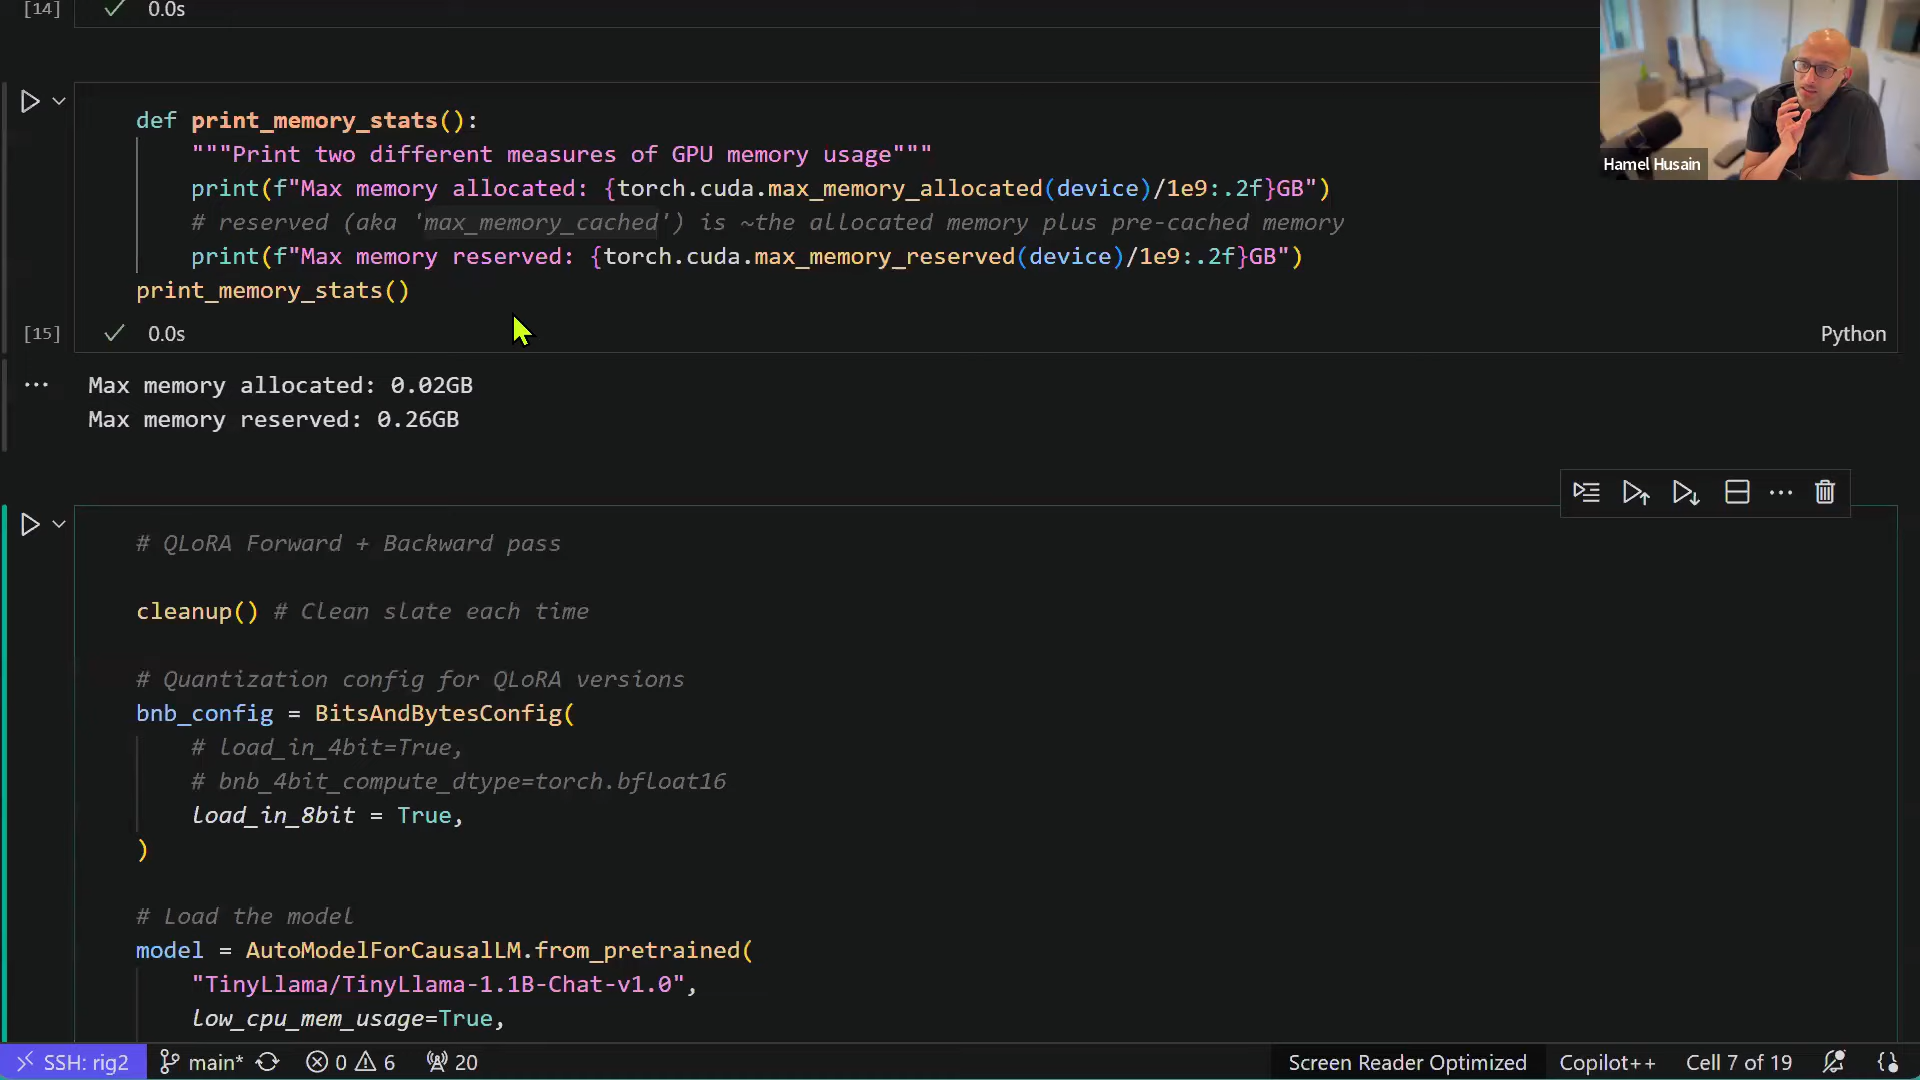 [14] 0.0s
def print_memory_stats():
"""Print two different measures of GPU memory usage"""
print(f"Max memory allocated: {torch.cuda.max_memory_allocated(device)/1e9:.2f}GB")
# reserved (aka 'max_memory_cached') is ~the allocated memory plus pre-cached memory
print(f"Max memory reserved: {torch.cuda.max_memory_reserved(device)/1e9:.2f}GB")
print_memory_stats()
[15] 0.0s Python
Max memory allocated: 0.02GB
Max memory reserved: 0.26GB
# QLoRA Forward + Backward pass
cleanup() # Clean slate each time
# Quantization config for QLoRA versions
bnb_config = BitsAndBytesConfig(
# load_in_4bit=True,
# bnb_4bit_compute_dtype=torch.bfloat16
load_in_8bit = True,
)
# Load the model
model = AutoModelForCausalLM.from_pretrained(
"TinyLlama/TinyLlama-1.1B-Chat-v1.0",
low_cpu_mem_usage=True,
Hamel Husain
SSH: rig2 main* 0 6 20 Screen Reader Optimized Copilot++ Cell 7 of 19